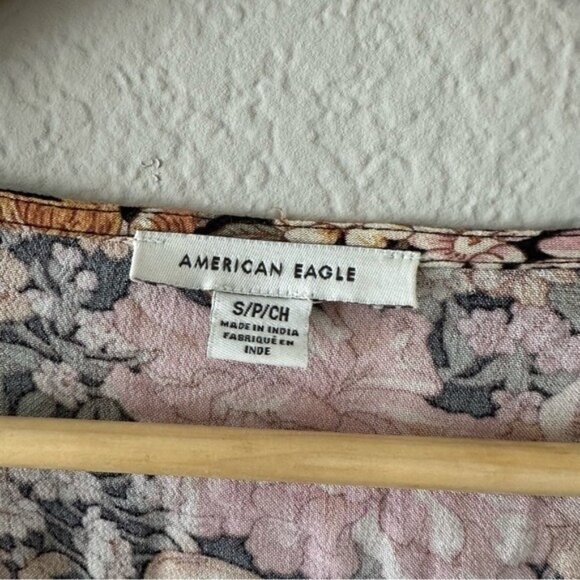 AMERICAN EAGLE
S/P/CH
MADE IN INDIA
FABRIQUÉ EN
INDE